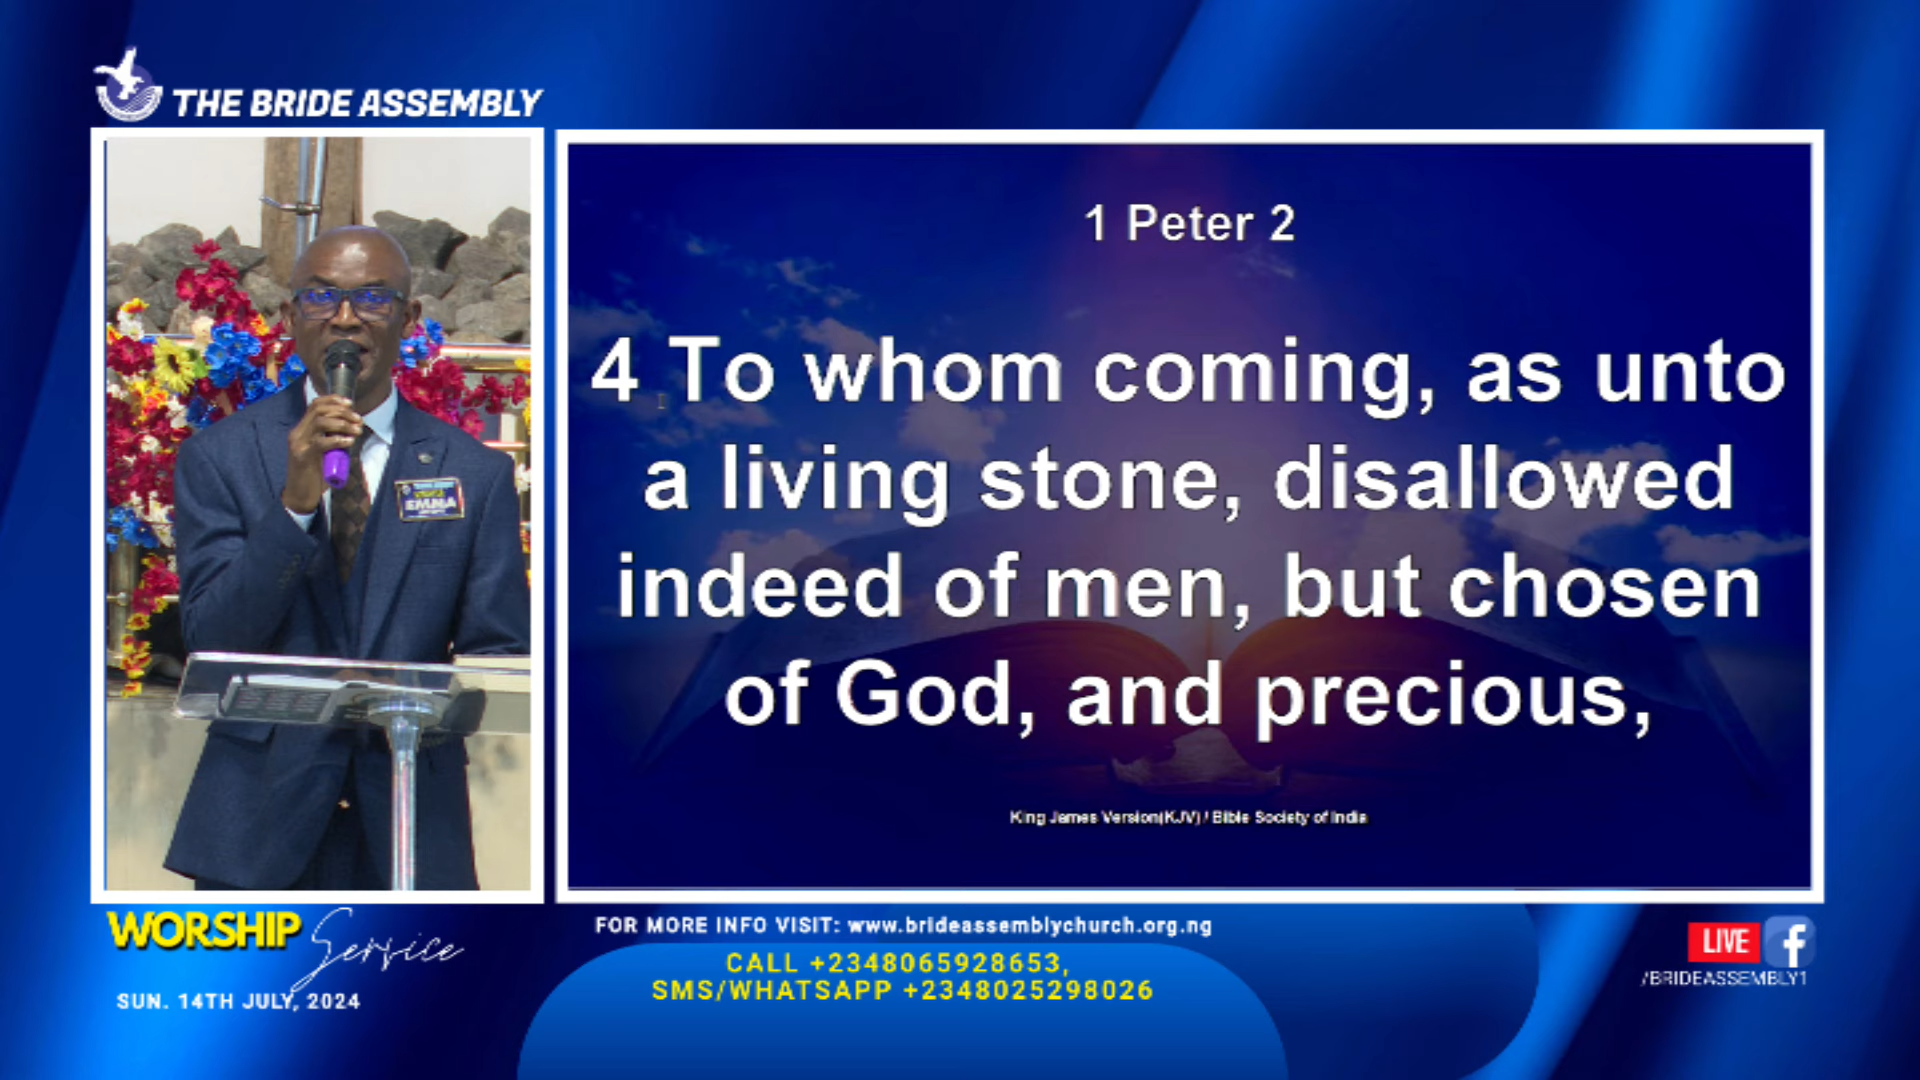 THE BRIDE ASSEMBLY
EMMA
1 Peter 2
4 To whom coming, as unto
a living stone, disallowed
indeed of men, but chosen
of God, and precious,
King James Version(KJV) / Bible Society of India
WORSHIP
Service
SUN. 14TH JULY, 2024
FOR MORE INFO VISIT: www.brideassemblychurch.org.ng
CALL +2348065928653,
SMS/WHATSAPP +2348025298026
LIVE
/BRIDEASSEMBLY1